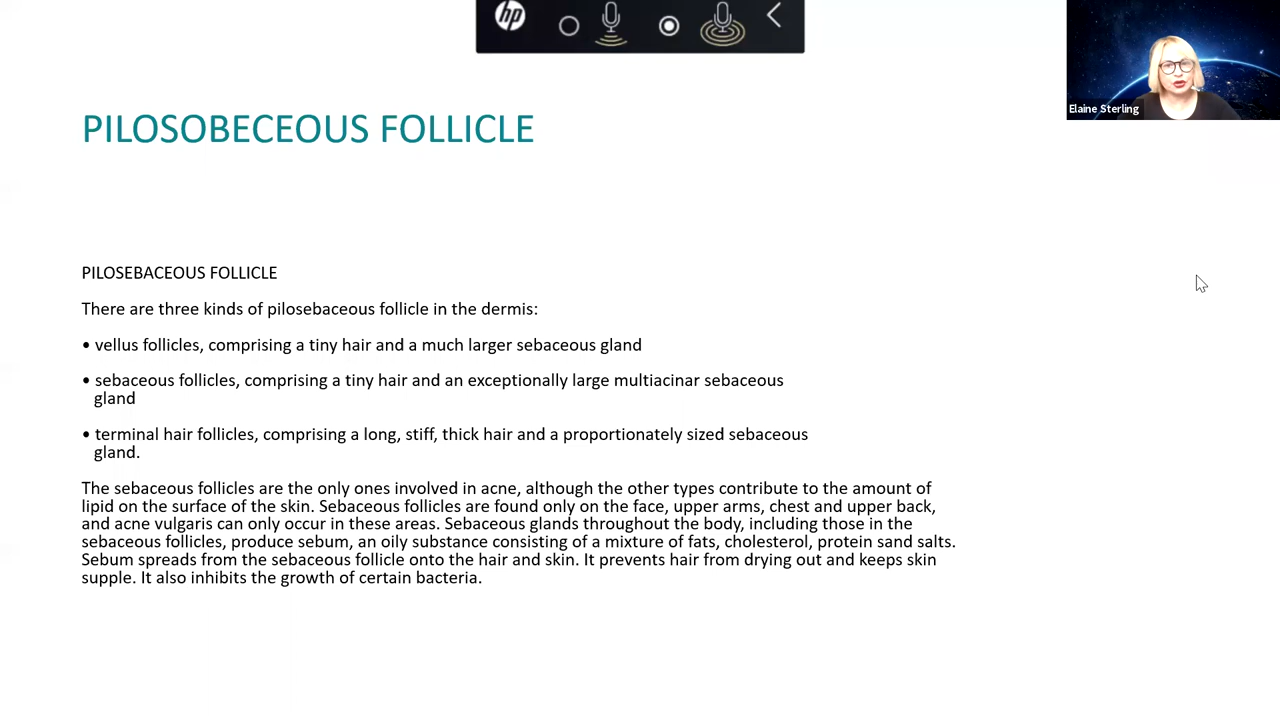 hp
Elaine Sterling
PILOSOBECEOUS FOLLICLE
PILOSEBACEOUS FOLLICLE
There are three kinds of pilosebaceous follicle in the dermis:
• vellus follicles, comprising a tiny hair and a much larger sebaceous gland
• sebaceous follicles, comprising a tiny hair and an exceptionally large multiacinar sebaceous
gland
• terminal hair follicles, comprising a long, stiff, thick hair and a proportionately sized sebaceous
gland.
The sebaceous follicles are the only ones involved in acne, although the other types contribute to the amount of
lipid on the surface of the skin. Sebaceous follicles are found only on the face, upper arms, chest and upper back,
and acne vulgaris can only occur in these areas. Sebaceous glands throughout the body, including those in the
sebaceous follicles, produce sebum, an oily substance consisting of a mixture of fats, cholesterol, protein sand salts.
Sebum spreads from the sebaceous follicle onto the hair and skin. It prevents hair from drying out and keeps skin
supple. It also inhibits the growth of certain bacteria.